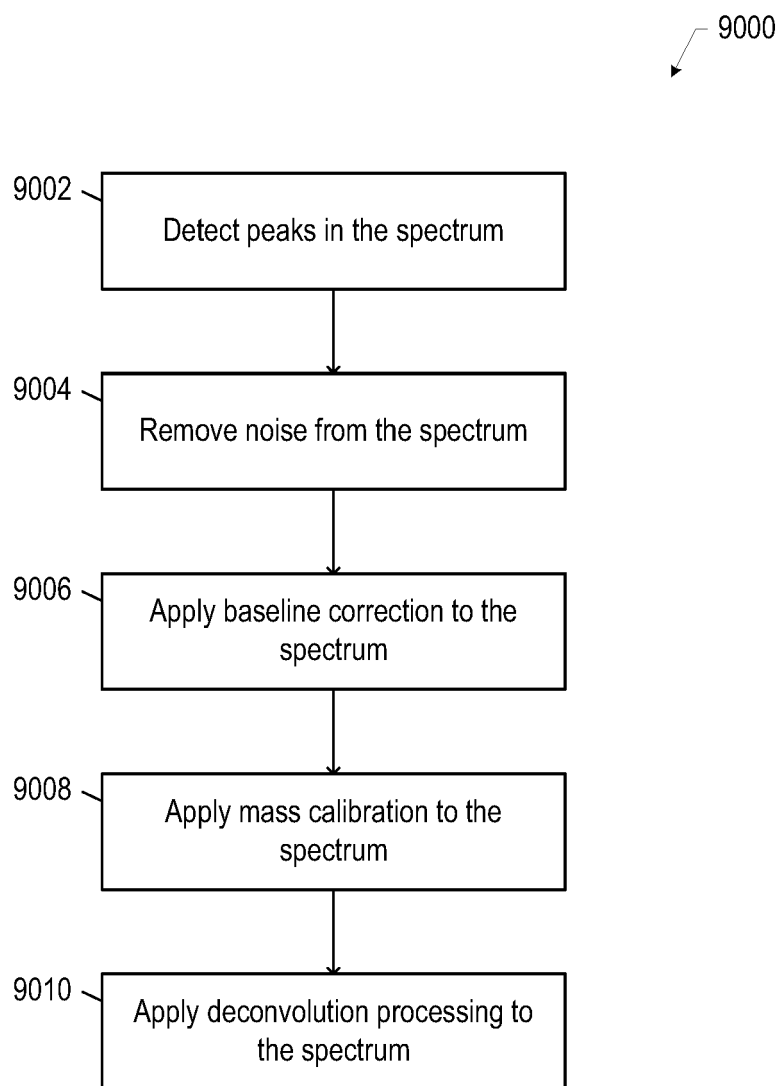 9000
9002
Detect peaks in the spectrum
9004
Remove noise from the spectrum
9006
Apply baseline correction to the
spectrum
9008
Apply mass calibration to the
spectrum
9010
Apply deconvolution processing to
the spectrum